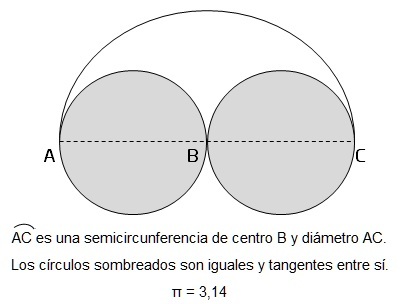 A B C
AC es una semicircunferencia de centro B y diámetro AC.
Los círculos sombreados son iguales y tangentes entre sí.
π = 3,14